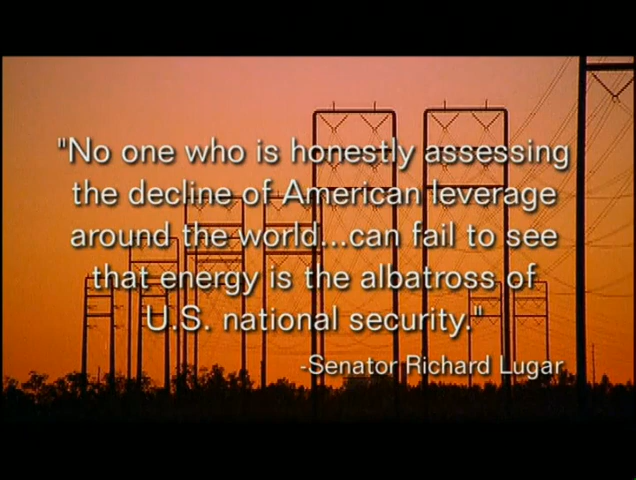 "No one who is honestly assessing
the decline of American leverage
around the world...can fail to see
that energy is the albatross of
U.S. national security."
-Senator Richard Lugar